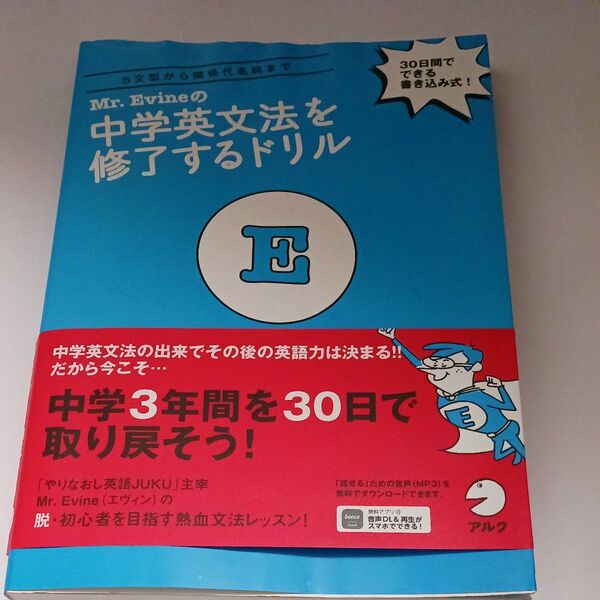 5文型から関係代名詞まで
Mr. Evineの
中学英文法を
修了するドリル
30日間で
できる
書き込み式！
E
中学英文法の出来でその後の英語力は決まる!!
だから今こそ…
中学3年間を30日で
取り戻そう！
E
「やりなおし英語JUKU」主宰
Mr. Evine（エヴィン）の
脱・初心者を目指す熱血文法レッスン！
「話せる」ための音声（MP3）を
無料でダウンロードできます。
booco
無料アプリ
音声DL&再生が
スマホでできる！
アルク